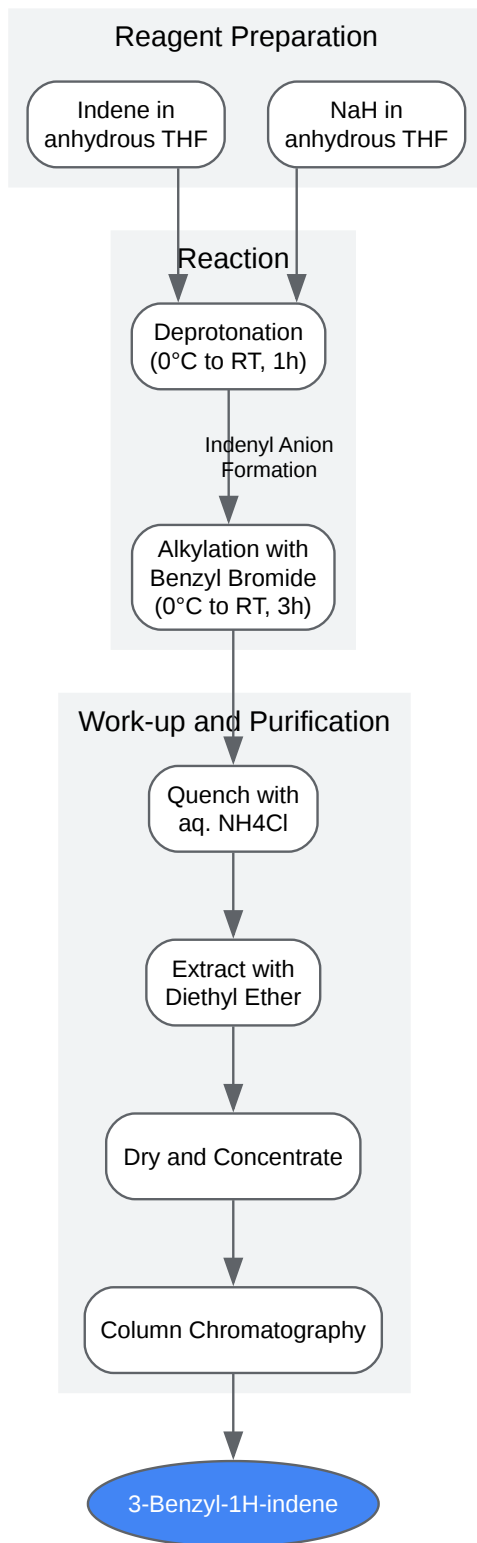 Reagent Preparation
Indene in
anhydrous THF
NaH in
anhydrous THF
Reaction
Deprotonation
(0°C to RT, 1h)
Indenyl Anion
Formation
Alkylation with
Benzyl Bromide
(0°C to RT, 3h)
Work-up and Purification
Quench with
aq. NH4Cl
Extract with
Diethyl Ether
Dry and Concentrate
Column Chromatography
3-Benzyl-1H-indene